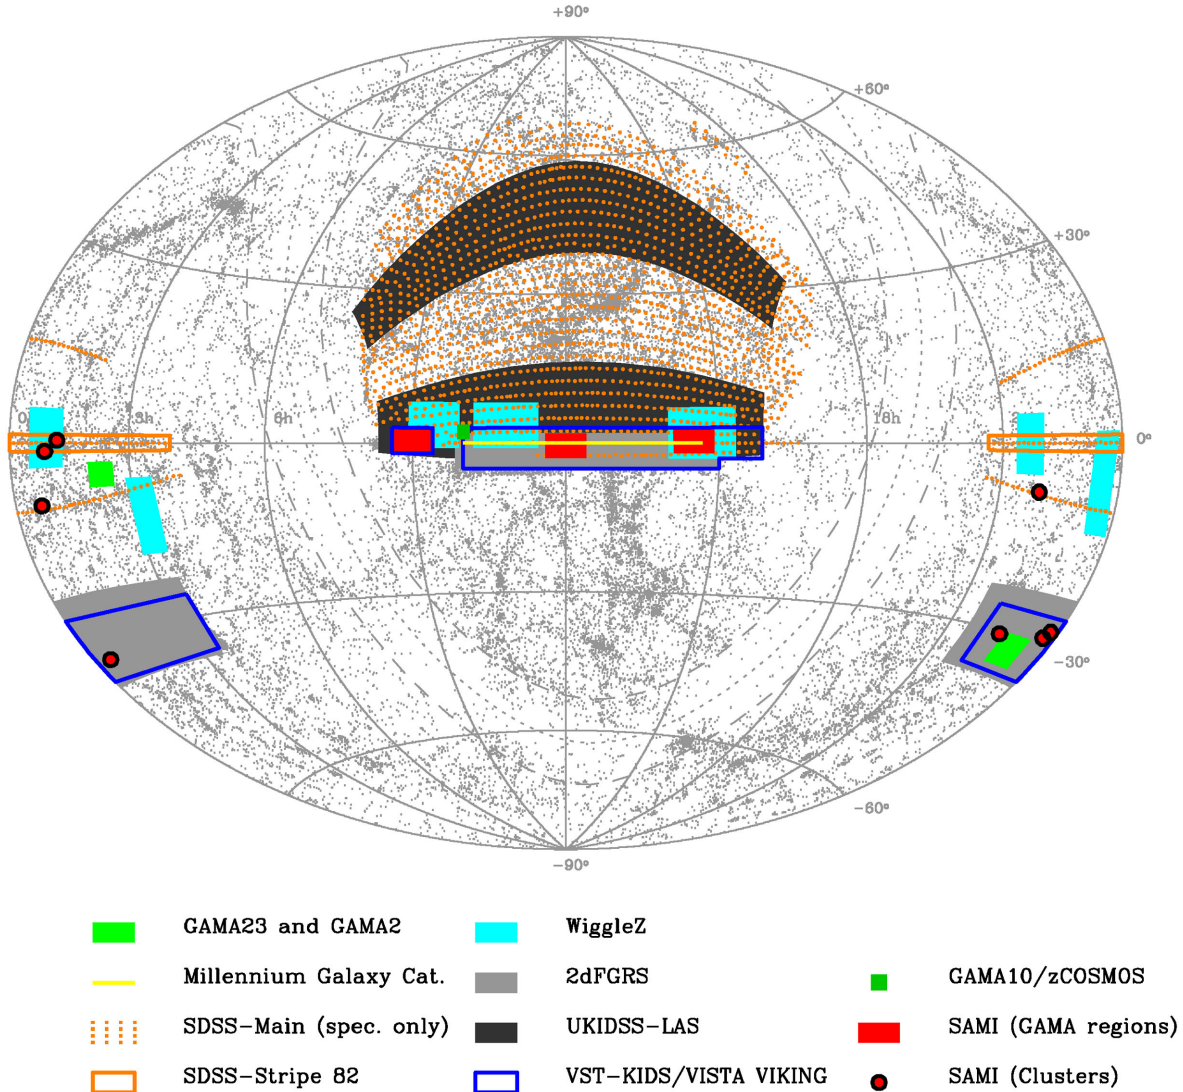 +90°
+60°
+30°
0
3h
6h
18h
2
0°
−30°
−60°
−90°
GAMA23 and GAMA2
WiggleZ
Millennium Galaxy Cat.
2dFGRS
GAMA10/zCOSMOS
SDSS−Main (spec. only)
UKIDSS−LAS
SAMI (GAMA regions)
SDSS−Stripe 82
VST−KIDS/VISTA VIKING
SAMI (Clusters)